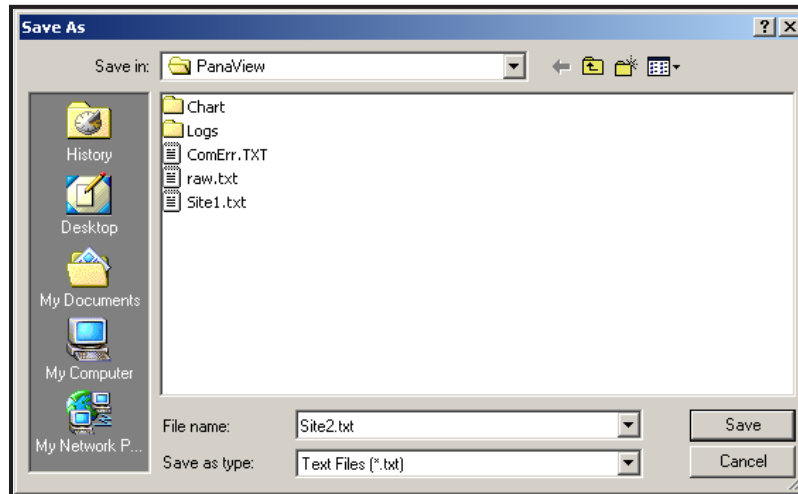 Save As
Save in: PanaView
History
Desktop
My Documents
My Computer
My Network P...
Chart
Logs
ComErr.TXT
raw.txt
Site1.txt
File name: Site2.txt Save
Save as type: Text Files (*.txt) Cancel